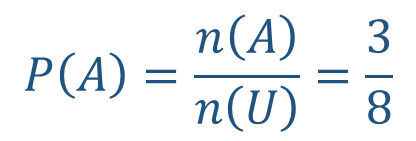 P(A) = n(A)/n(U) = 3/8